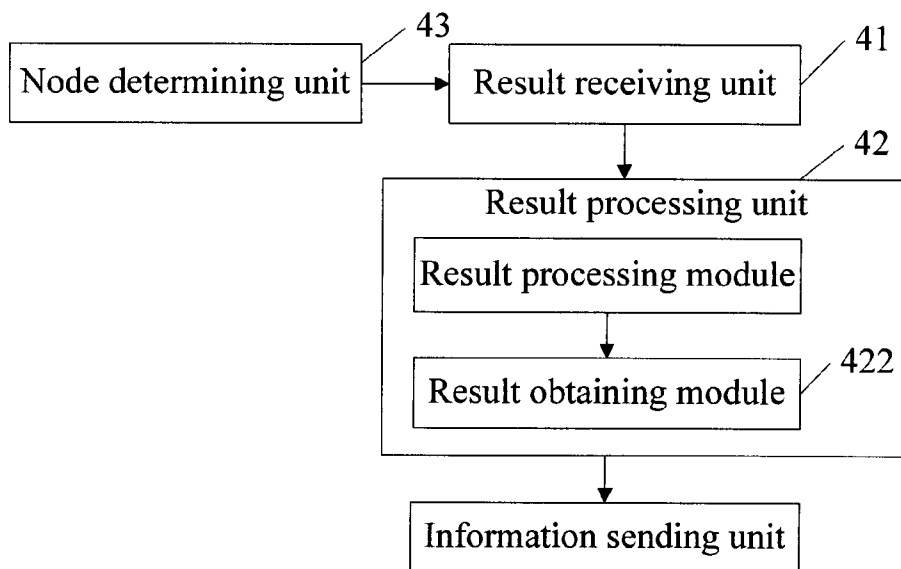 43
Node determining unit
41
Result receiving unit
42
Result processing unit
Result processing module
422
Result obtaining module
Information sending unit